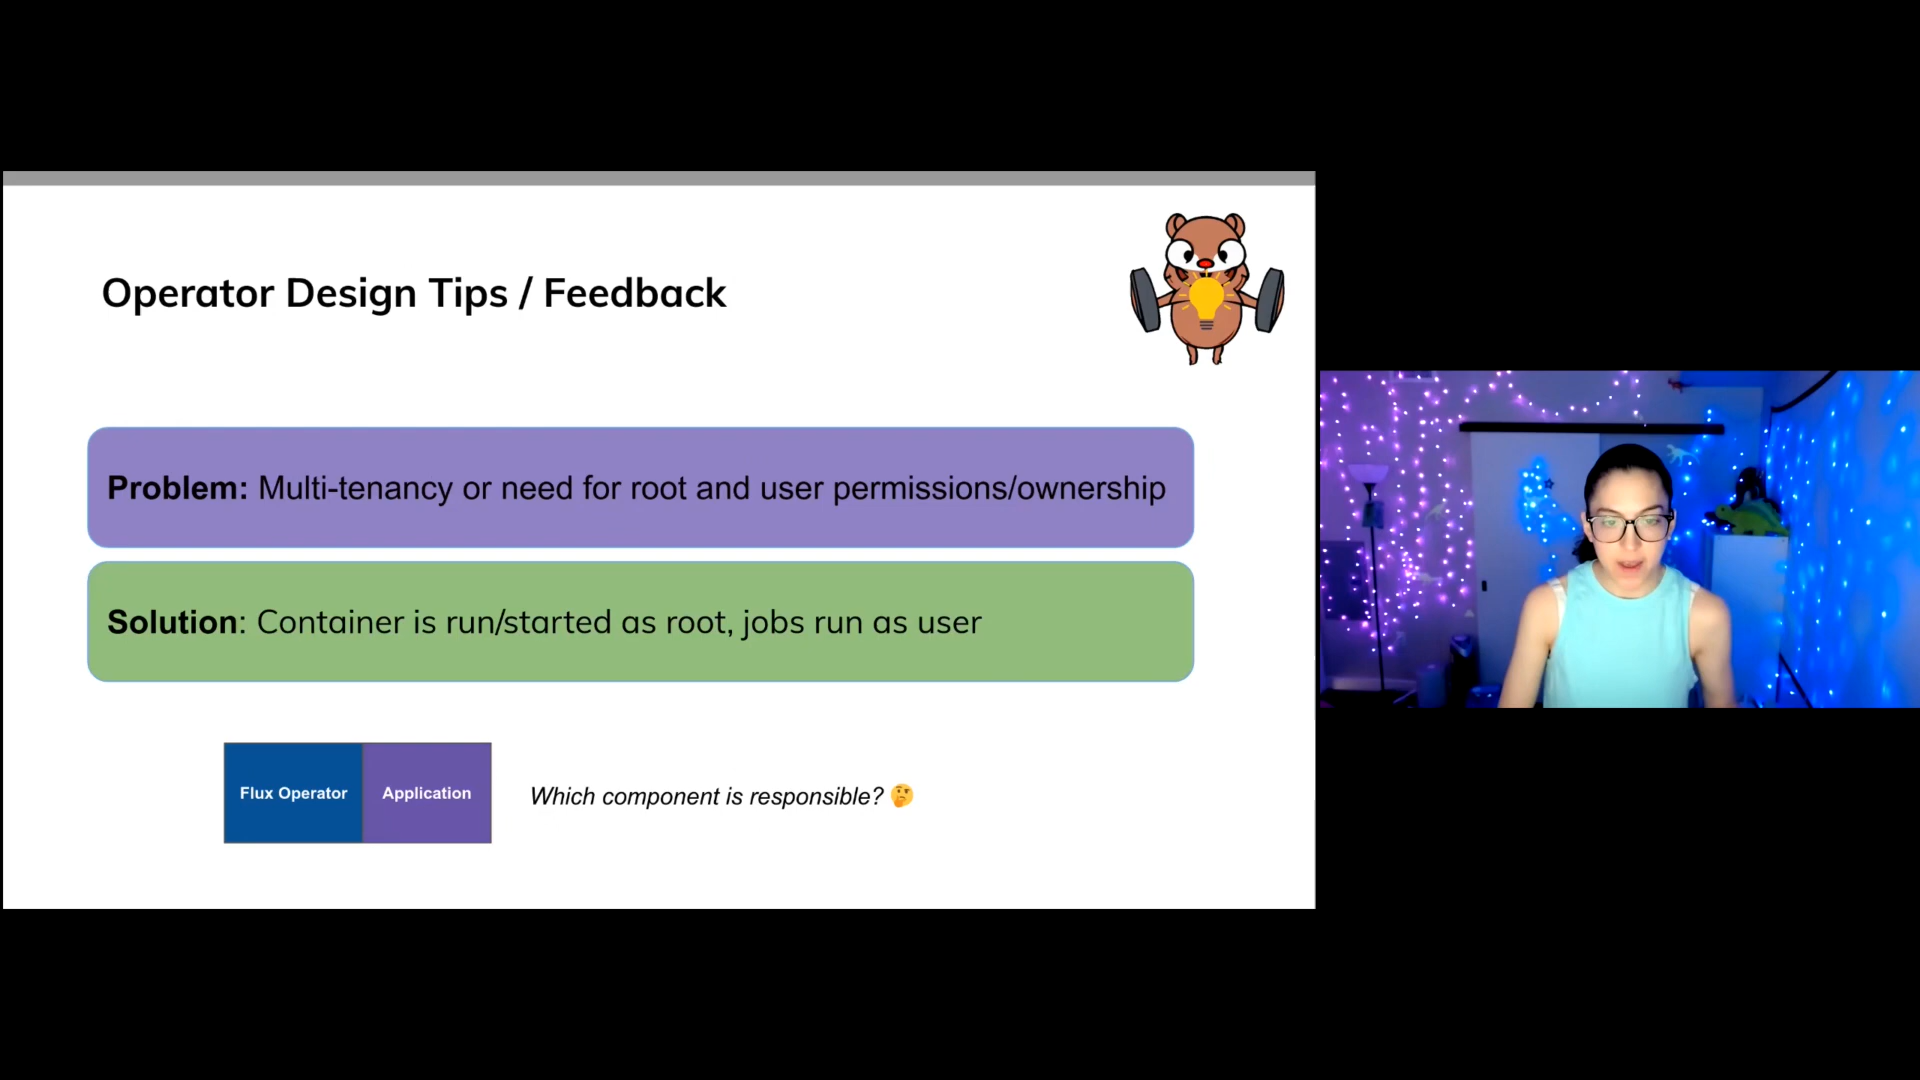 Operator Design Tips / Feedback
Problem: Multi-tenancy or need for root and user permissions/ownership
Solution: Container is run/started as root, jobs run as user
Flux Operator
Application
Which component is responsible? 🤔